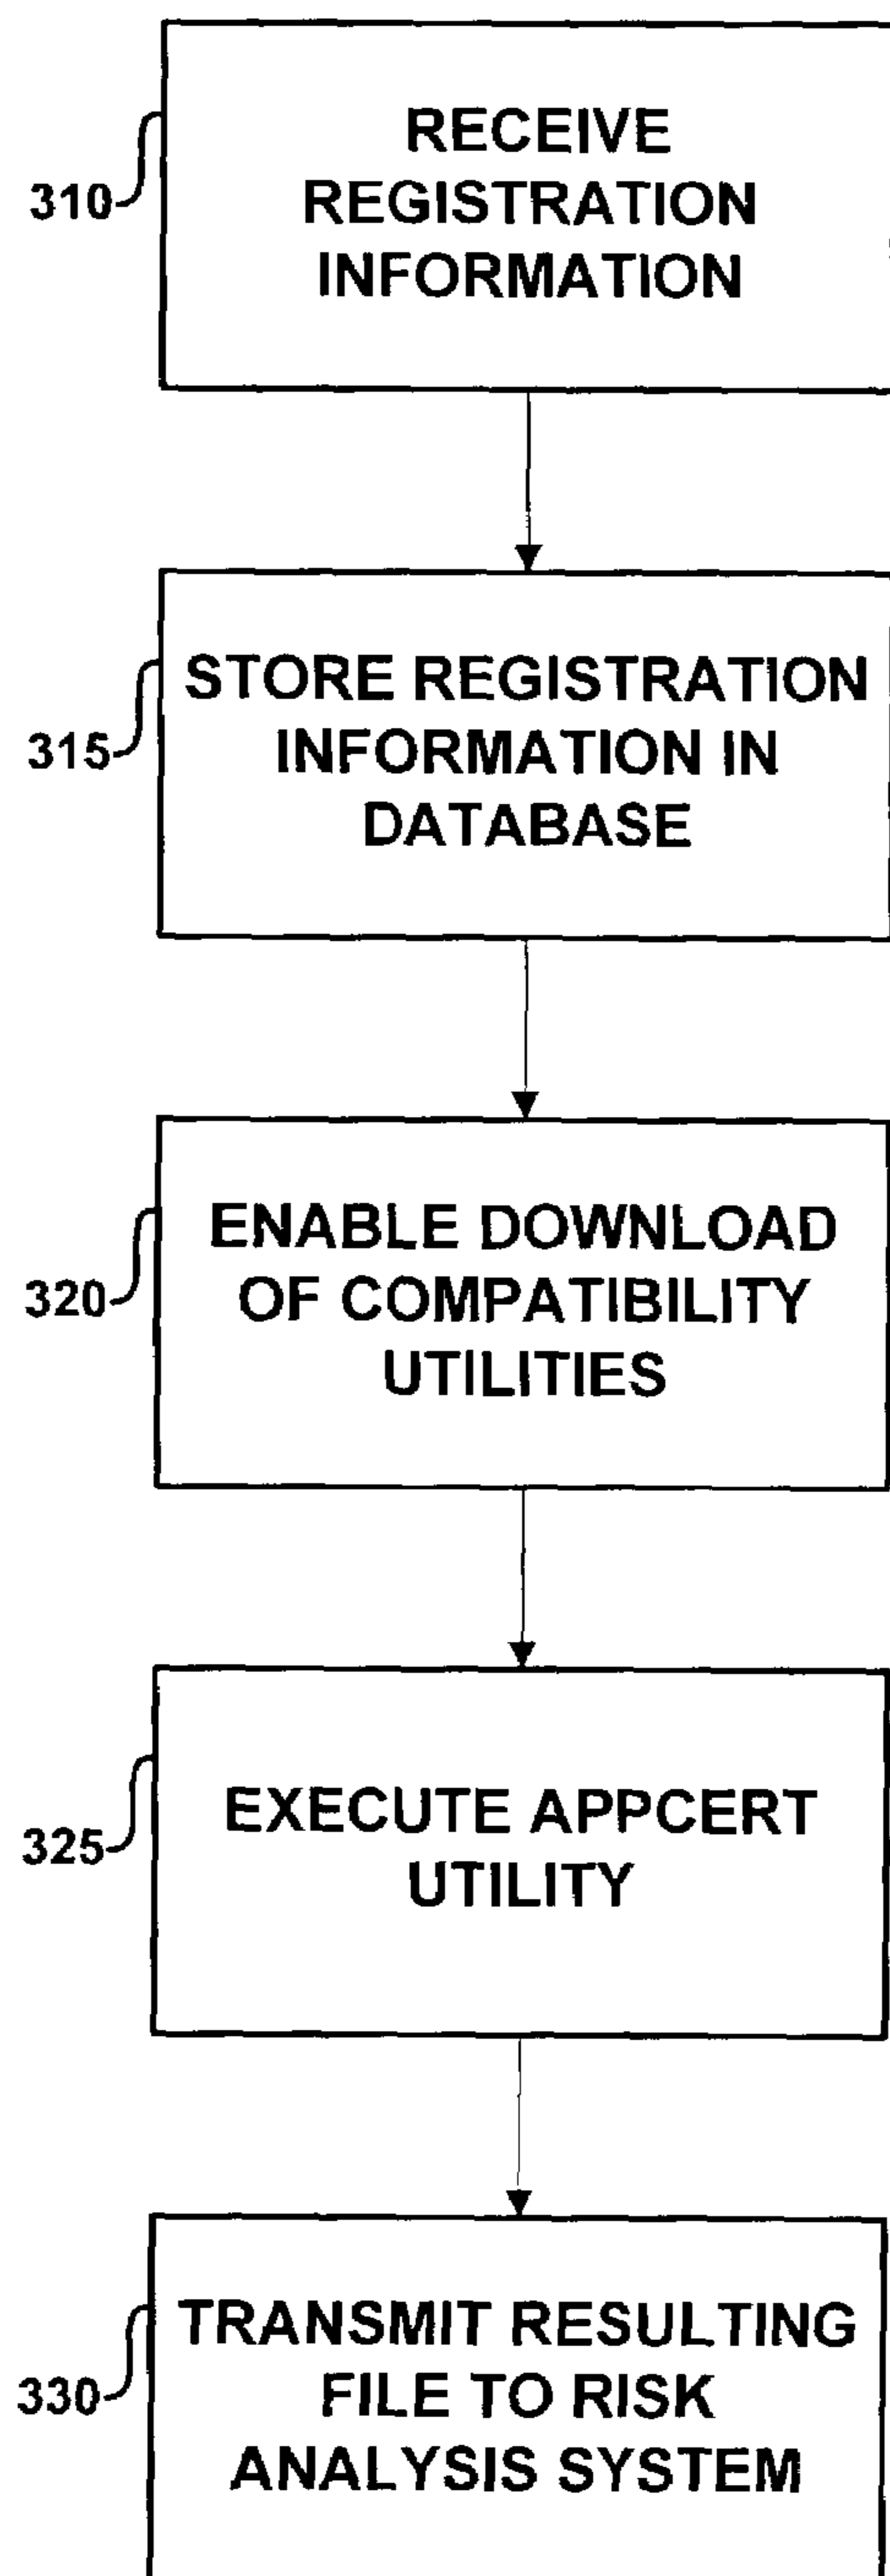 310
RECEIVE
REGISTRATION
INFORMATION
315
STORE REGISTRATION
INFORMATION IN
DATABASE
320
ENABLE DOWNLOAD
OF COMPATIBILITY
UTILITIES
325
EXECUTE APPCERT
UTILITY
330
TRANSMIT RESULTING
FILE TO RISK
ANALYSIS SYSTEM